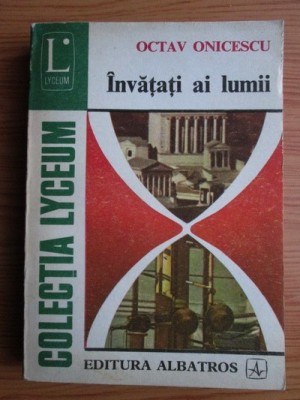 L
LYCEUM
OCTAV ONICESCU
Învățați ai lumii
COLECȚIA LYCEUM
EDITURA ALBATROS